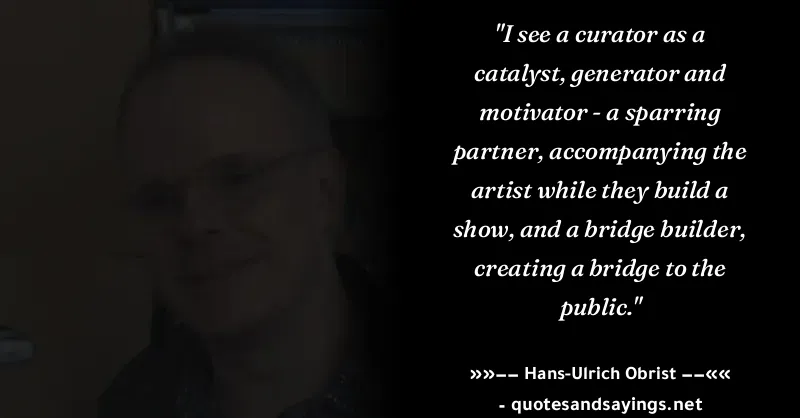 "I see a curator as a
catalyst, generator and
motivator - a sparring
partner, accompanying the
artist while they build a
show, and a bridge builder,
creating a bridge to the
public."
»»-- Hans-Ulrich Obrist --««
- quotesandsayings.net